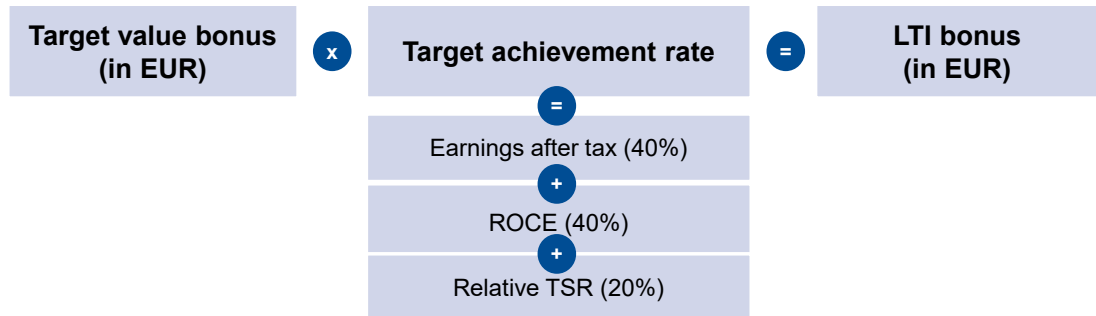 Target value bonus
(in EUR)
x
Target achievement rate
=
LTI bonus
(in EUR)
=
Earnings after tax (40%)
+
ROCE (40%)
+
Relative TSR (20%)